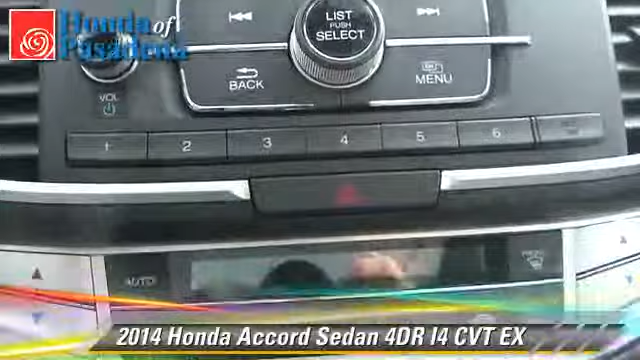 Honda of
Pasadena
LIST
PUSH
SELECT
VOL
BACK
MENU
1 2 3 4 5 6
AUTO
2014 Honda Accord Sedan 4DR I4 CVT EX